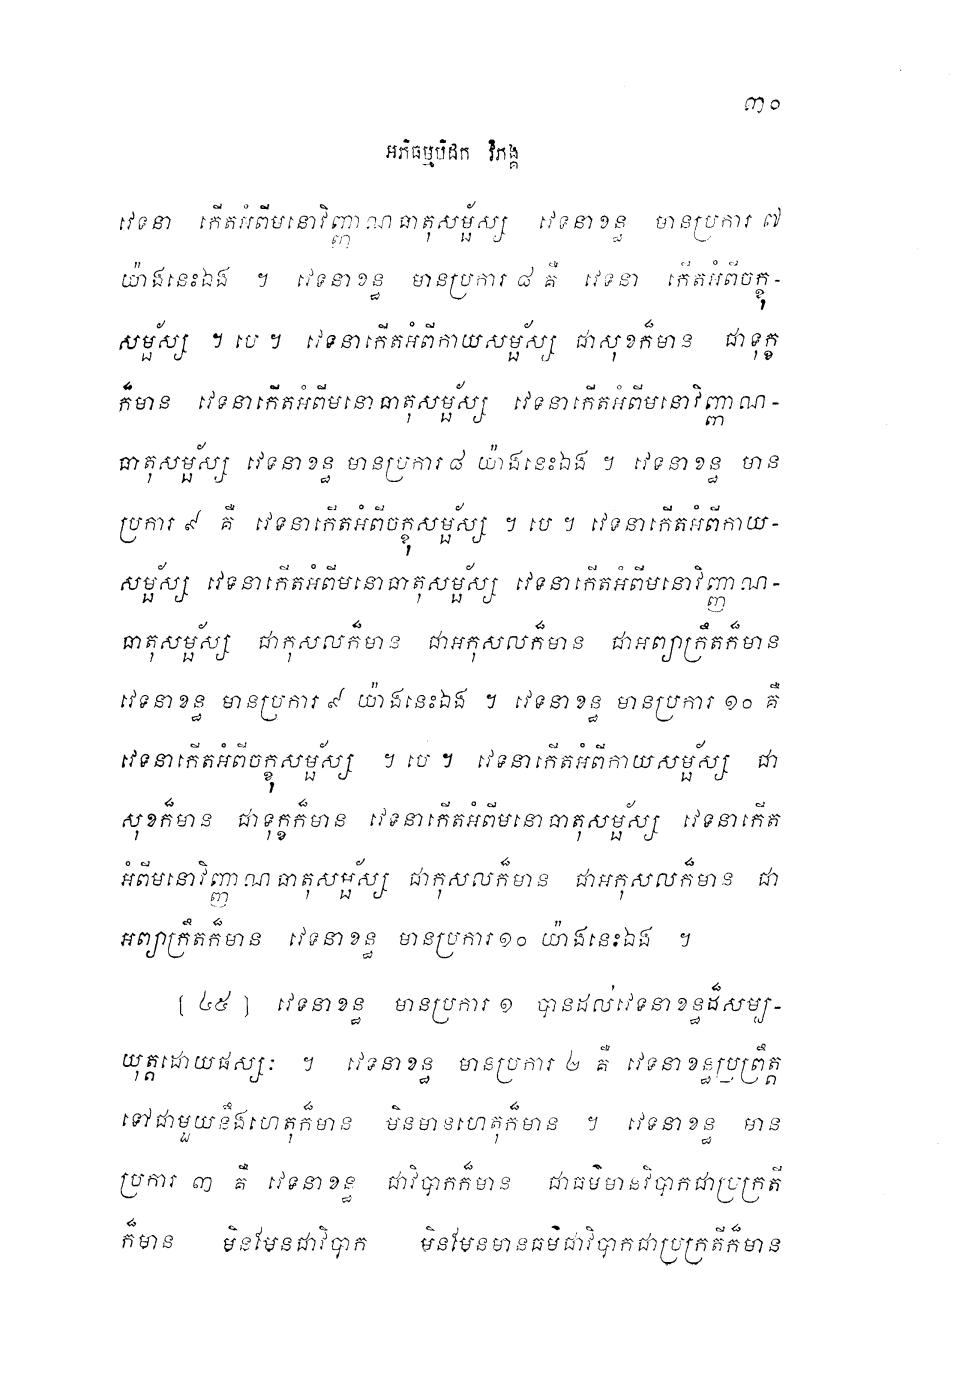 ៣០
អភិធម្មបិដក វិភង្គ
វេទនា កើតអំពីមនោវិញ្ញាណធាតុសម្ផ័ស្ស វេទនាខន្ធ មានប្រការ ៧
យ៉ាងនេះឯង ។ វេទនាខន្ធ មានប្រការ ៨ គឺ វេទនា កើតអំពីចក្ខុ-
សម្ផ័ស្ស ។ បេ ។ វេទនាកើតអំពីកាយសម្ផ័ស្ស ជាសុខក៏មាន ជាទុក្ខ
ក៏មាន វេទនាកើតអំពីមនោធាតុសម្ផ័ស្ស វេទនាកើតអំពីមនោវិញ្ញាណ-
ធាតុសម្ផ័ស្ស វេទនាខន្ធ មានប្រការ ៨ យ៉ាងនេះឯង ។ វេទនាខន្ធ មាន
ប្រការ ៩ គឺ វេទនាកើតអំពីចក្ខុសម្ផ័ស្ស ។ បេ ។ វេទនាកើតអំពីកាយ-
សម្ផ័ស្ស វេទនាកើតអំពីមនោធាតុសម្ផ័ស្ស វេទនាកើតអំពីមនោវិញ្ញាណ-
ធាតុសម្ផ័ស្ស ជាកុសលក៏មាន ជាអកុសលក៏មាន ជាអព្យាក្រឹតក៏មាន
វេទនាខន្ធ មានប្រការ ៩ យ៉ាងនេះឯង ។ វេទនាខន្ធ មានប្រការ ១០ គឺ
វេទនាកើតអំពីចក្ខុសម្ផ័ស្ស ។ បេ ។ វេទនាកើតអំពីកាយសម្ផ័ស្ស ជា
សុខក៏មាន ជាទុក្ខក៏មាន វេទនាកើតអំពីមនោធាតុសម្ផ័ស្ស វេទនាកើត
អំពីមនោវិញ្ញាណធាតុសម្ផ័ស្ស ជាកុសលក៏មាន ជាអកុសលក៏មាន ជា
អព្យាក្រឹតក៏មាន វេទនាខន្ធ មានប្រការ ១០ យ៉ាងនេះឯង ។
[ ៤៥ ] វេទនាខន្ធ មានប្រការ ១ បានដល់វេទនាខន្ធដ៏សម្ប-
យុត្តដោយផស្សៈ ។ វេទនាខន្ធ មានប្រការ ២ គឺ វេទនាខន្ធប្រព្រឹត្ត
ទៅជាមួយនឹងហេតុក៏មាន មិនមានហេតុក៏មាន ។ វេទនាខន្ធ មាន
ប្រការ ៣ គឺ វេទនាខន្ធ ជាវិបាកក៏មាន ជាធម៌មានវិបាកជាប្រក្រតី
ក៏មាន មិនមែនជាវិបាក មិនមែនមានធម៌ជាវិបាកជាប្រក្រតីក៏មាន